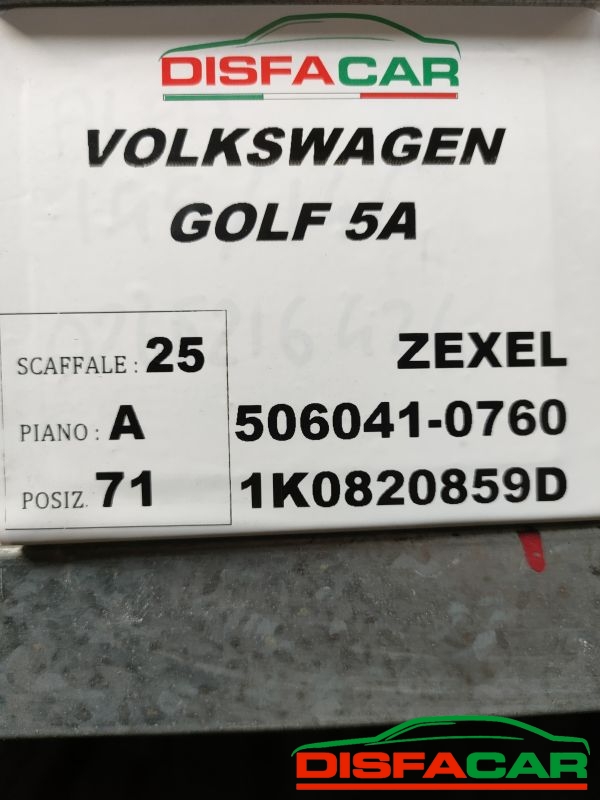 DISFACAR
VOLKSWAGEN
GOLF 5A
SCAFFALE : 25
ZEXEL
PIANO : A
506041-0760
POSIZ. 71
1K0820859D
DISFACAR